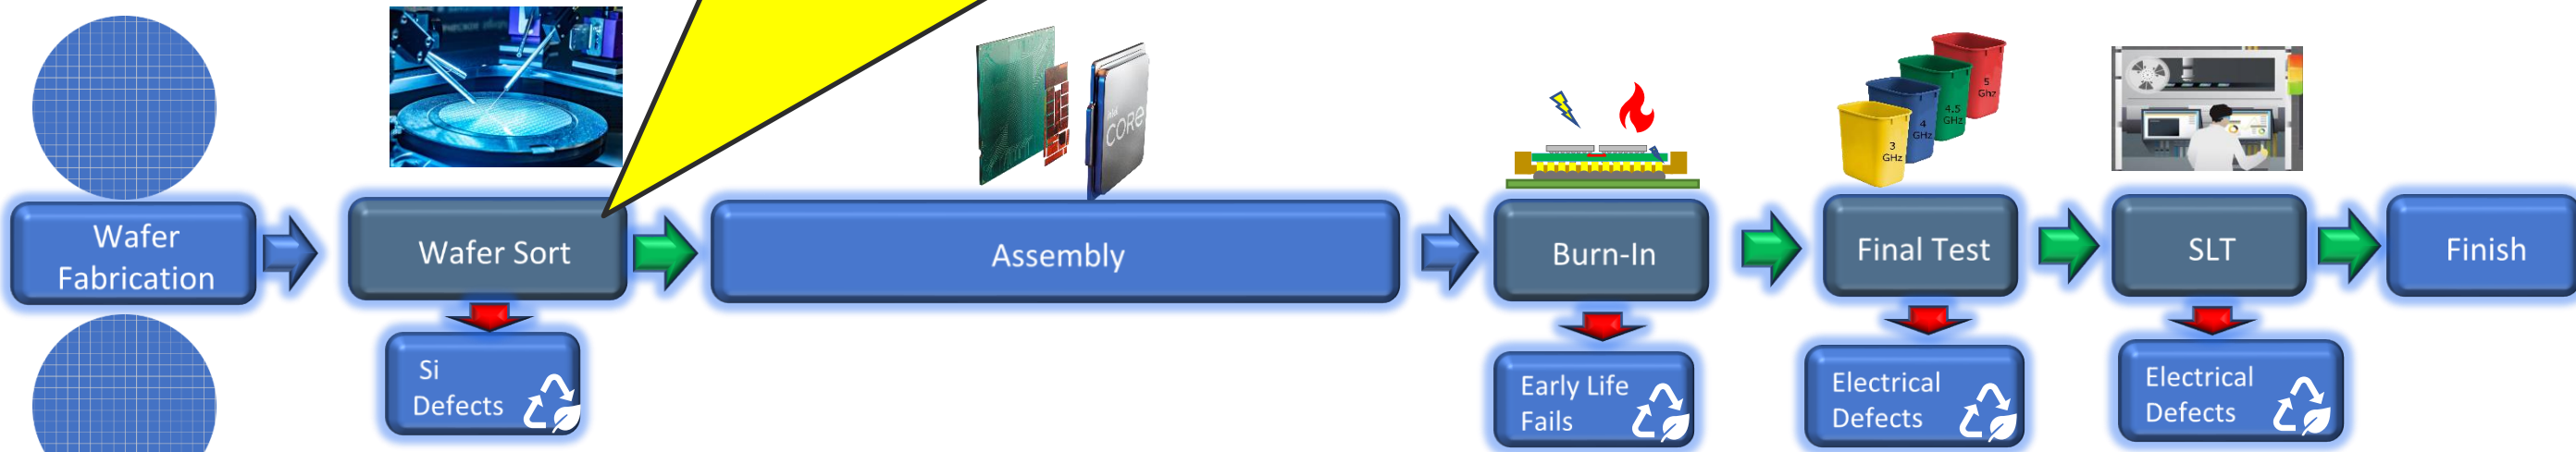 intel
CORE
3
GHz
4
GHz
4.5
GHz
5
Ghz
Wafer
Fabrication
Wafer Sort
Assembly
Burn-In
Final Test
SLT
Finish
Si
Defects
Early Life
Fails
Electrical
Defects
Electrical
Defects